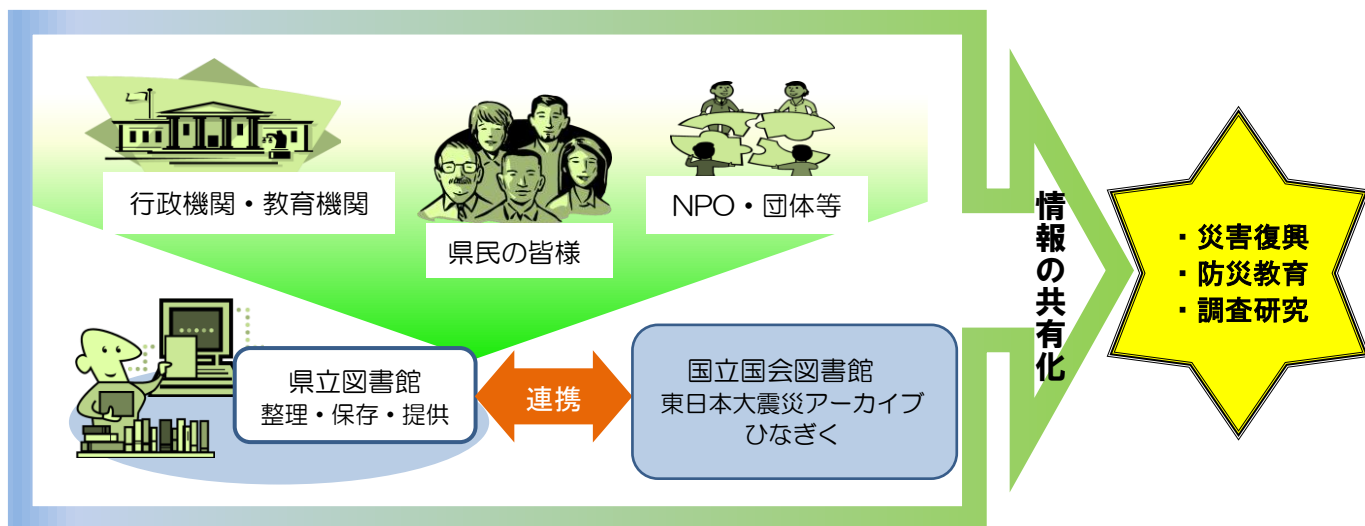 行政機関・教育機関
県民の皆様
NPO・団体等
県立図書館
整理・保存・提供
連携
国立国会図書館
東日本大震災アーカイブ
ひなぎく
情報の共有化
・災害復興
・防災教育
・調査研究